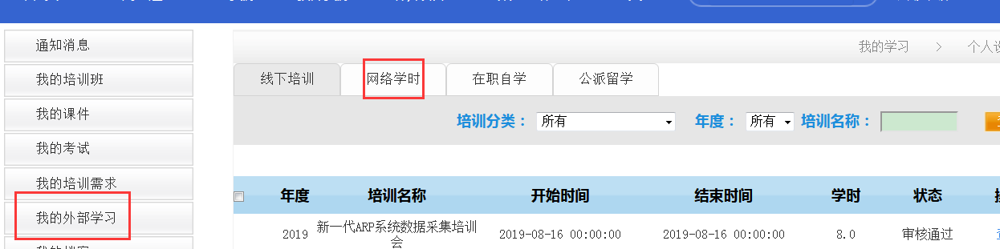 通知消息
我的培训班
我的课件
我的考试
我的培训需求
我的外部学习
我的学习 > 个人
线下培训 网络学时 在职自学 公派留学
培训分类： 所有 年度： 所有 培训名称：
年度 培训名称 开始时间 结束时间 学时 状态
2019 新一代ARP系统数据采集培训会 2019-08-16 00:00:00 2019-08-16 00:00:00 8.0 审核通过